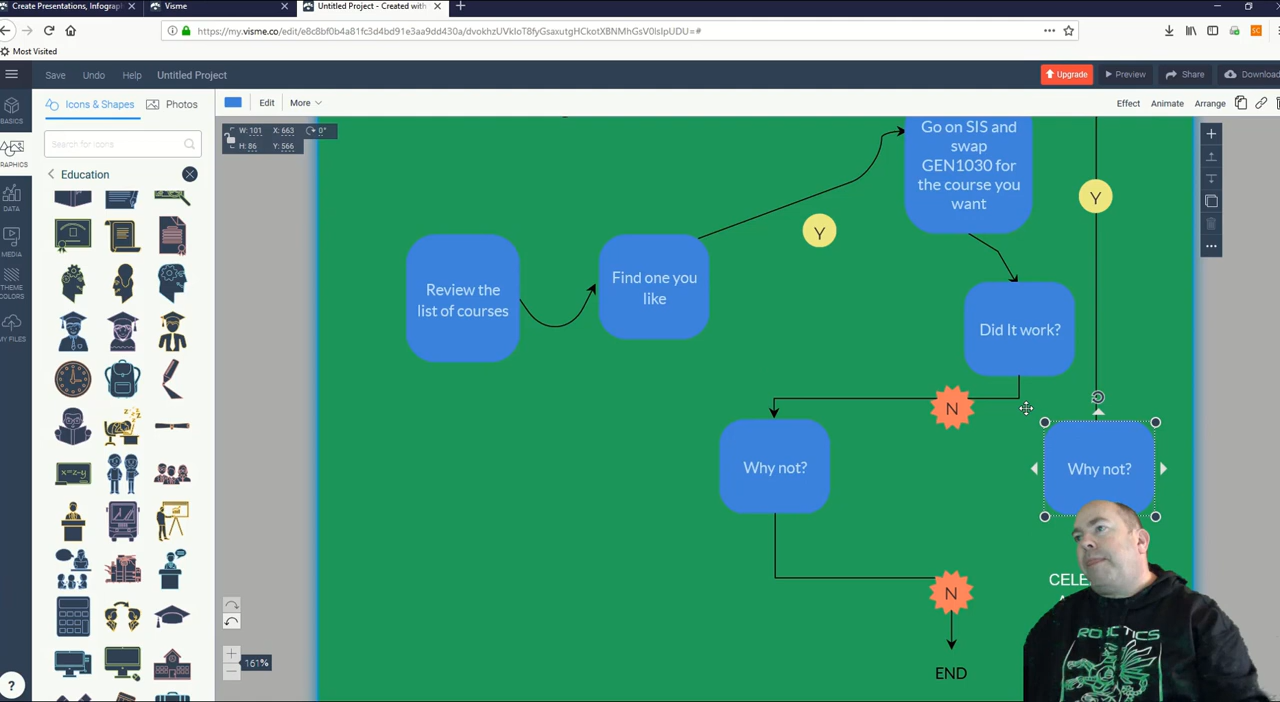 Create Presentations, Infograp
Visme
Untitled Project - Created with
https://my.visme.co/edit/
Most Visited
Save
Undo
Help
Untitled Project
Upgrade
Preview
Share
Download
Icons & Shapes
Photos
Edit
More
Effect
Animate
Arrange
BASICS
GRAPHICS
DATA
MEDIA
THEME
COLORS
MY FILES
Search for icons
Education
W: 101
X: 663
0°
H: 86
Y: 566
Go on SIS and
swap
GEN1030 for
the course you
want
Y
Y
Review the
list of courses
Find one you
like
Did It work?
N
Why not?
Why not?
N
END
CELE
x=z-y
161%
?
ROBOTICS
SC